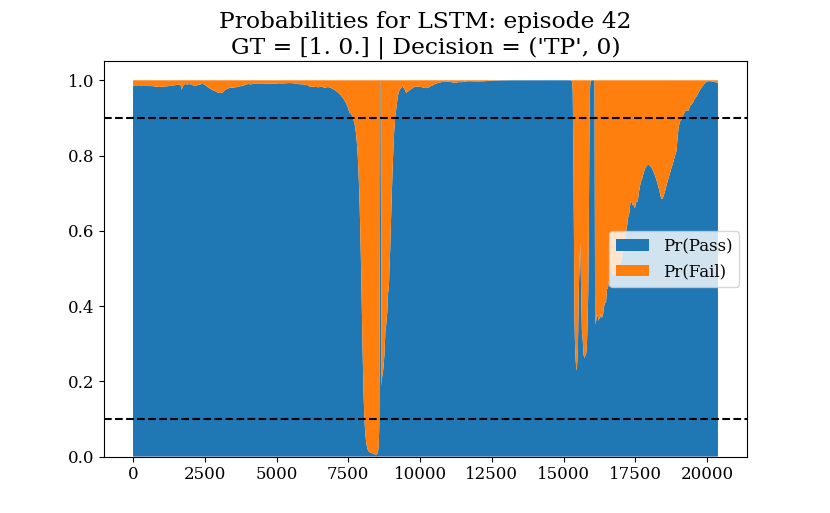 Probabilities for LSTM: episode 42
GT = [1. 0.] | Decision = ('TP', 0)
1.0
0.8
0.6
0.4
0.2
0.0
Pr(Pass)
Pr(Fail)
0 2500 5000 7500 10000 12500 15000 17500 20000